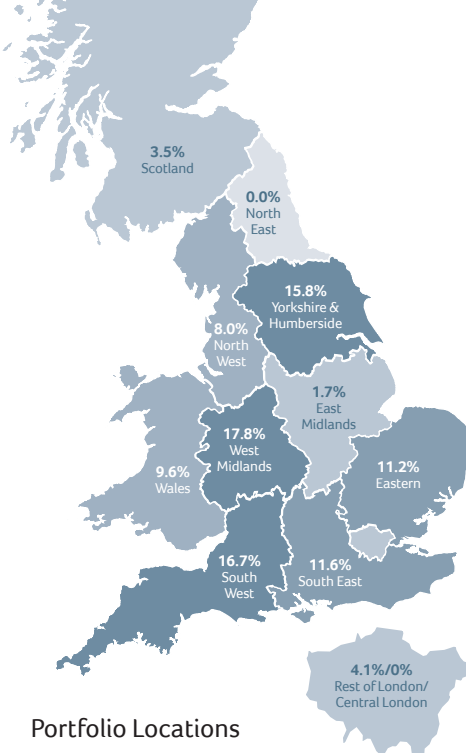 3.5%
Scotland
0.0%
North
East
15.8%
Yorkshire &
Humberside
8.0%
North
West
1.7%
East
Midlands
17.8%
West
Midlands
9.6%
Wales
11.2%
Eastern
16.7%
South
West
11.6%
South East
4.1%/0%
Rest of London/
Central London
Portfolio Locations